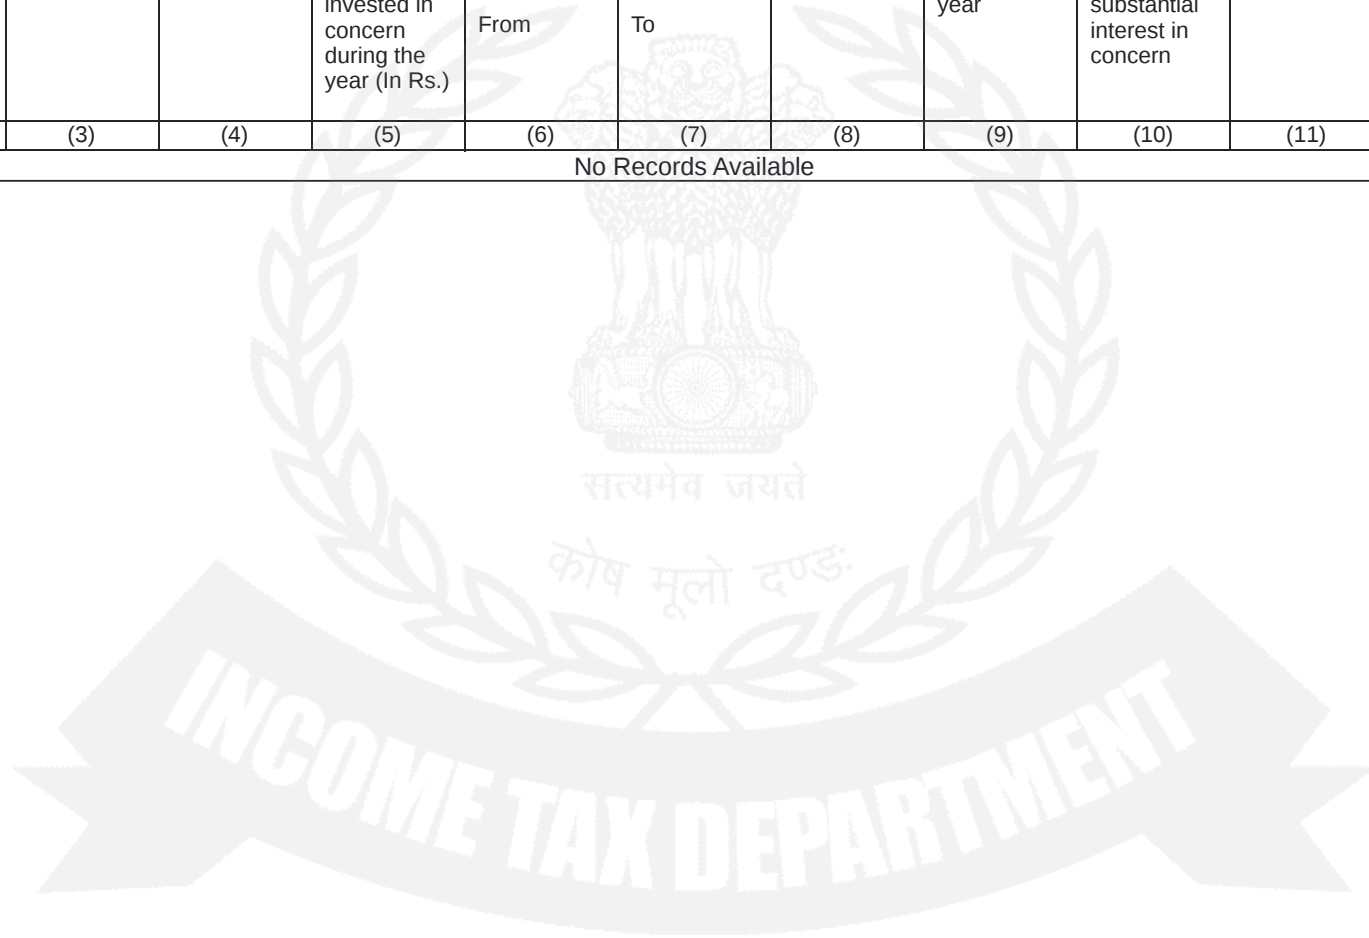 invested in
concern
during the
year (In Rs.)
From
To
year
substantial
interest in
concern
(3) (4) (5) (6) (7) (8) (9) (10) (11)
No Records Available
सत्यमेव जयते
कोष मूलो दण्डः
INCOME TAX DEPARTMENT